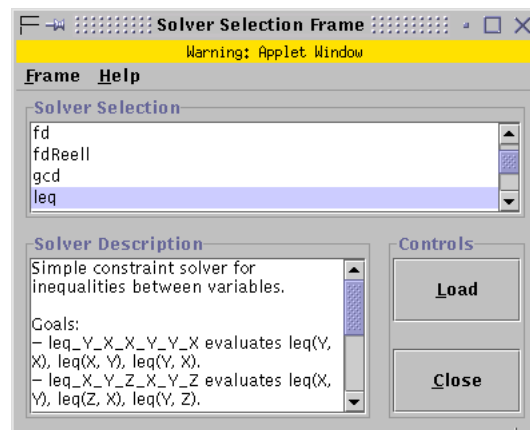 Solver Selection Frame
Warning: Applet Window
Frame Help
Solver Selection
fd
fdReell
gcd
leq
Solver Description
Simple constraint solver for
inequalities between variables.
Goals:
– leq_Y_X_X_Y_Y_X evaluates leq(Y,
X), leq(X, Y), leq(Y, X).
– leq_X_Y_Z_X_Y_Z evaluates leq(X,
Y), leq(Z, X), leq(Y, Z).
Controls
Load
Close